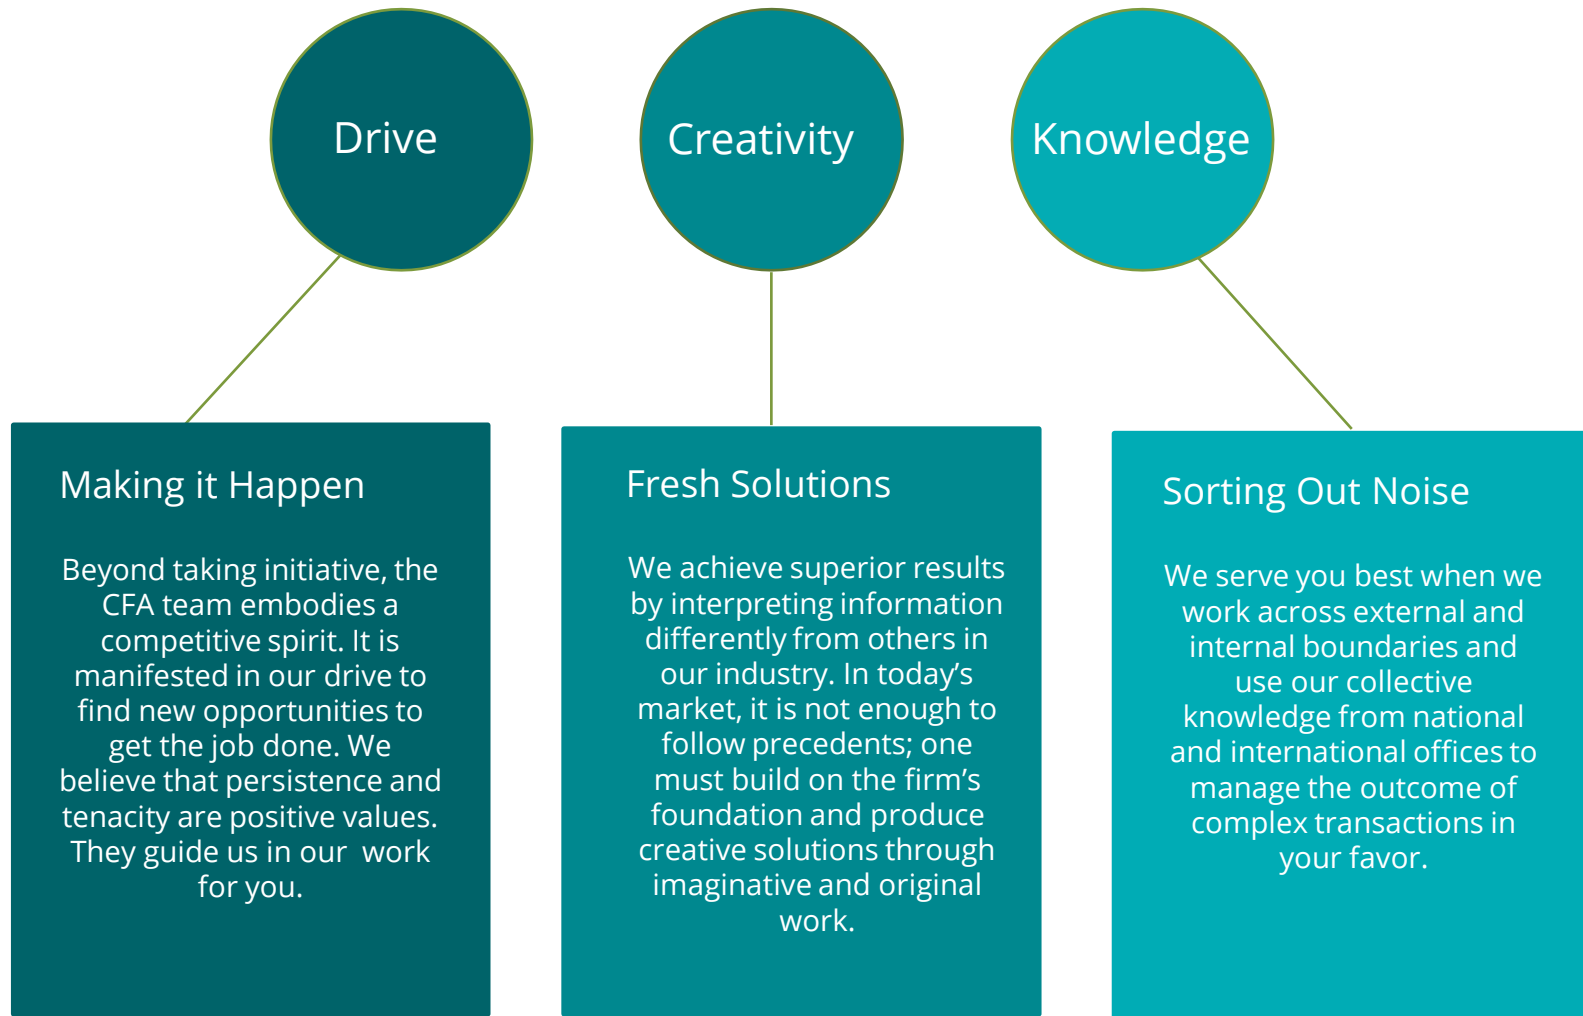 Drive
Creativity
Knowledge
Making it Happen
Beyond taking initiative, the
CFA team embodies a
competitive spirit. It is
manifested in our drive to
find new opportunities to
get the job done. We
believe that persistence and
tenacity are positive values.
They guide us in our  work
for you.
Fresh Solutions
We achieve superior results
by interpreting information
differently from others in
our industry. In today’s
market, it is not enough to
follow precedents; one
must build on the firm’s
foundation and produce
creative solutions through
imaginative and original
work.
Sorting Out Noise
We serve you best when we
work across external and
internal boundaries and
use our collective
knowledge from national
and international offices to
manage the outcome of
complex transactions in
your favor.